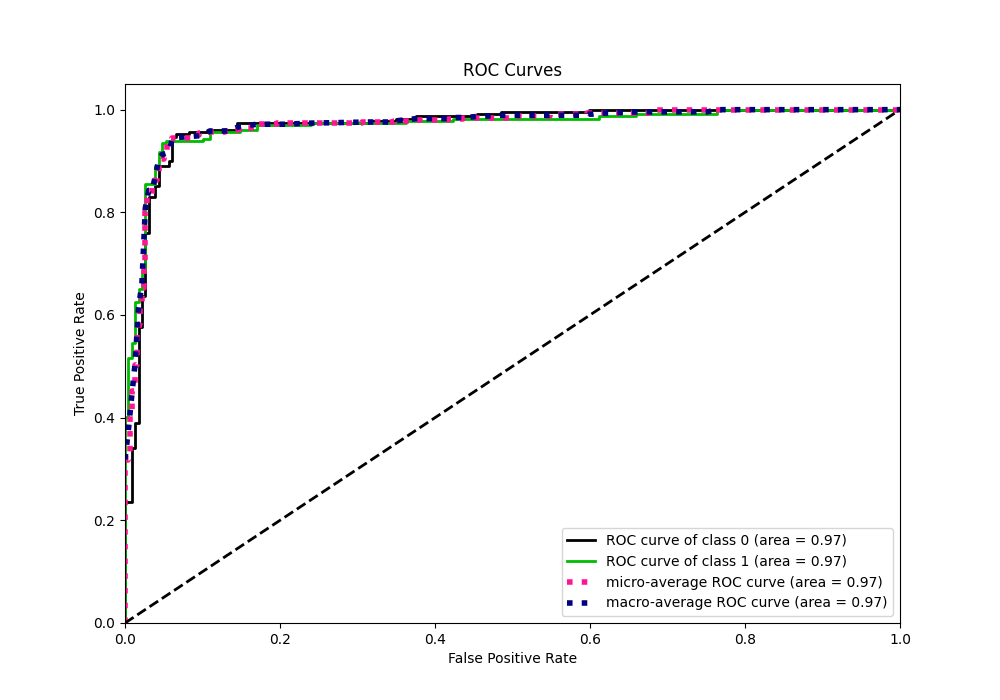 ROC Curves
True Positive Rate
1.0
0.8
0.6
0.4
0.2
0.0
0.0 0.2 0.4 0.6 0.8 1.0
False Positive Rate
ROC curve of class 0 (area = 0.97)
ROC curve of class 1 (area = 0.97)
micro-average ROC curve (area = 0.97)
macro-average ROC curve (area = 0.97)